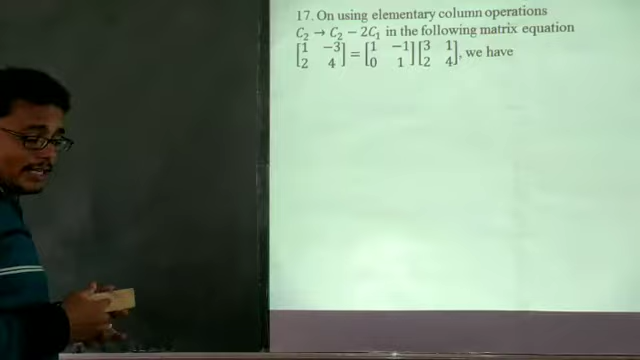 17. On using elementary column operations
C₂ → C₂ − 2C₁ in the following matrix equation
[1 −3; 2 4] = [1 −1; 0 1][3 1; 2 4], we have